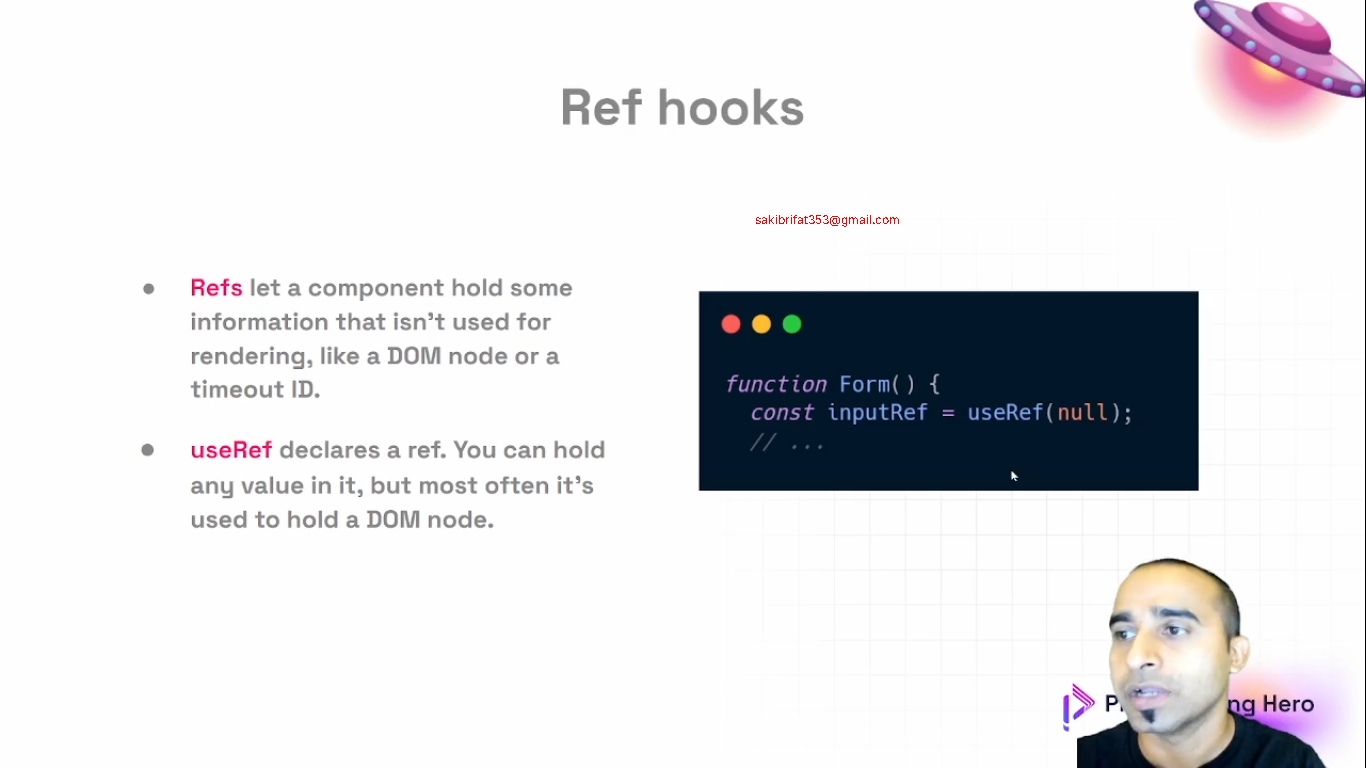 Ref hooks
sakibrifat353@gmail.com
Refs let a component hold some
information that isn't used for
rendering, like a DOM node or a
timeout ID.
useRef declares a ref. You can hold
any value in it, but most often it's
used to hold a DOM node.
function Form() {
const inputRef = useRef(null);
// ...
Hero